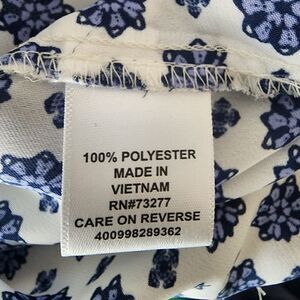 100% POLYESTER
MADE IN
VIETNAM
RN#73277
CARE ON REVERSE
400998289362